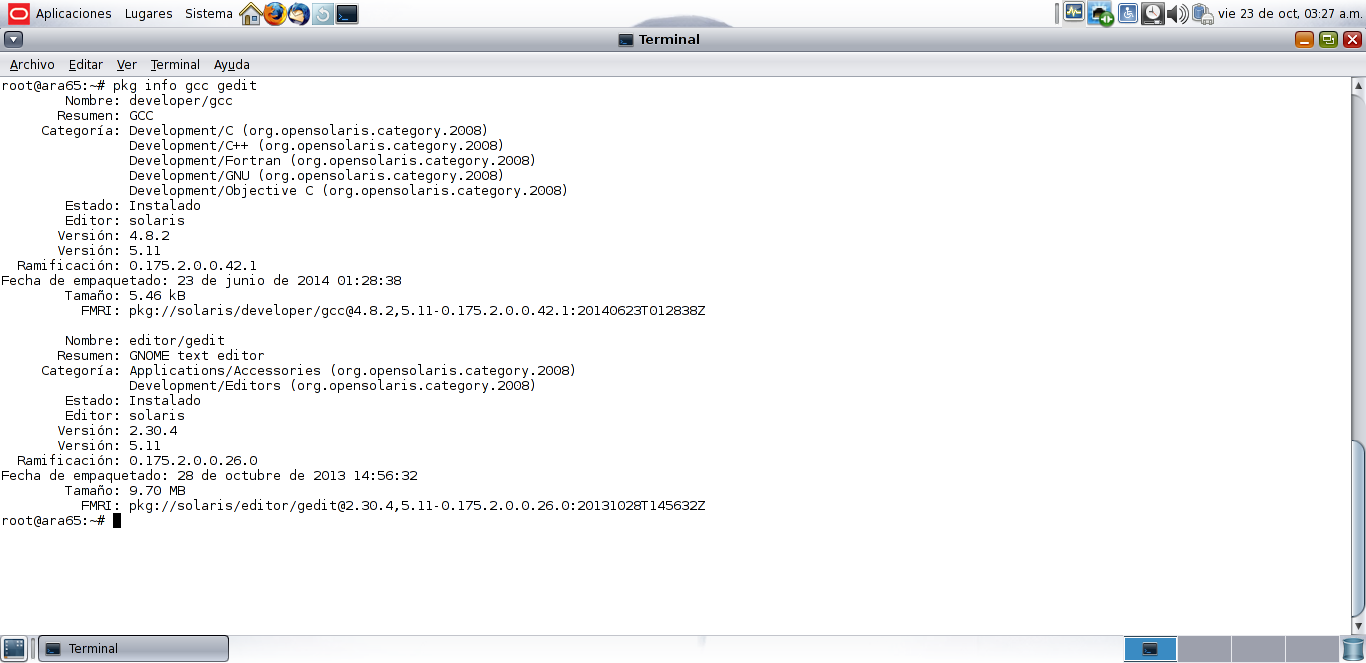 Aplicaciones Lugares Sistema vie 23 de oct, 03:27 a.m.
Terminal
Archivo Editar Ver Terminal Ayuda
root@ara65:~# pkg info gcc gedit
Nombre: developer/gcc
Resumen: GCC
Categoría: Development/C (org.opensolaris.category.2008)
Development/C++ (org.opensolaris.category.2008)
Development/Fortran (org.opensolaris.category.2008)
Development/GNU (org.opensolaris.category.2008)
Development/Objective C (org.opensolaris.category.2008)
Estado: Instalado
Editor: solaris
Versión: 4.8.2
Versión: 5.11
Ramificación: 0.175.2.0.0.42.1
Fecha de empaquetado: 23 de junio de 2014 01:28:38
Tamaño: 5.46 kB
FMRI: pkg://solaris/developer/gcc@4.8.2,5.11-0.175.2.0.0.42.1:20140623T012838Z
Nombre: editor/gedit
Resumen: GNOME text editor
Categoría: Applications/Accessories (org.opensolaris.category.2008)
Development/Editors (org.opensolaris.category.2008)
Estado: Instalado
Editor: solaris
Versión: 2.30.4
Versión: 5.11
Ramificación: 0.175.2.0.0.26.0
Fecha de empaquetado: 28 de octubre de 2013 14:56:32
Tamaño: 9.70 MB
FMRI: pkg://solaris/editor/gedit@2.30.4,5.11-0.175.2.0.0.26.0:20131028T145632Z
root@ara65:~#
Terminal